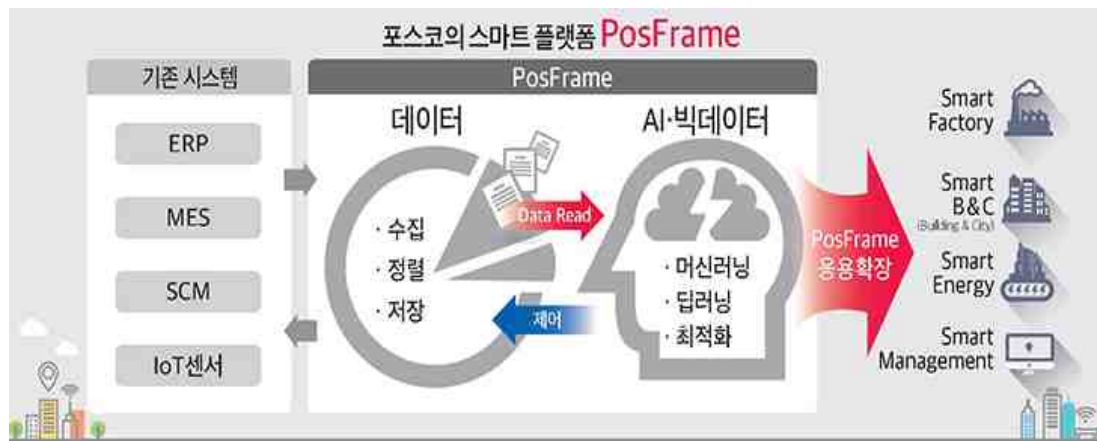 포스코의 스마트 플랫폼 PosFrame
기존 시스템
ERP
MES
SCM
IoT센서
PosFrame
데이터
· 수집
· 정렬
· 저장
Data Read
제어
AI·빅데이터
· 머신러닝
· 딥러닝
· 최적화
PosFrame
응용확장
Smart
Factory
Smart
B&C
(Building & City)
Smart
Energy
Smart
Management